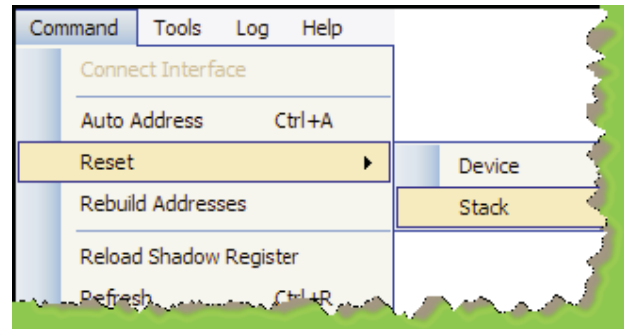 Command Tools Log Help
Connect Interface
Auto Address Ctrl+A
Reset
Device
Rebuild Addresses
Stack
Reload Shadow Register
Refresh Ctrl+R